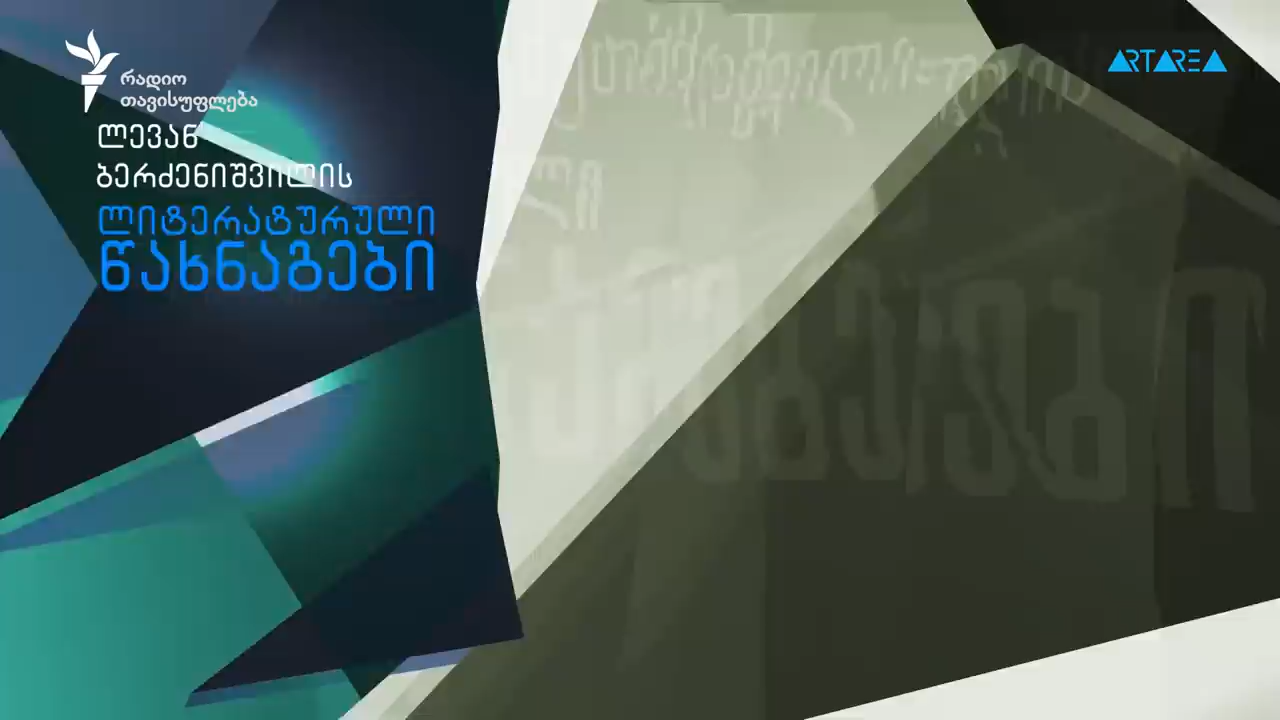 რადიო
თავისუფლება
ლევან
ბერძენიშვილის
ლიტერატურული
წახნაგები
ARTAREA